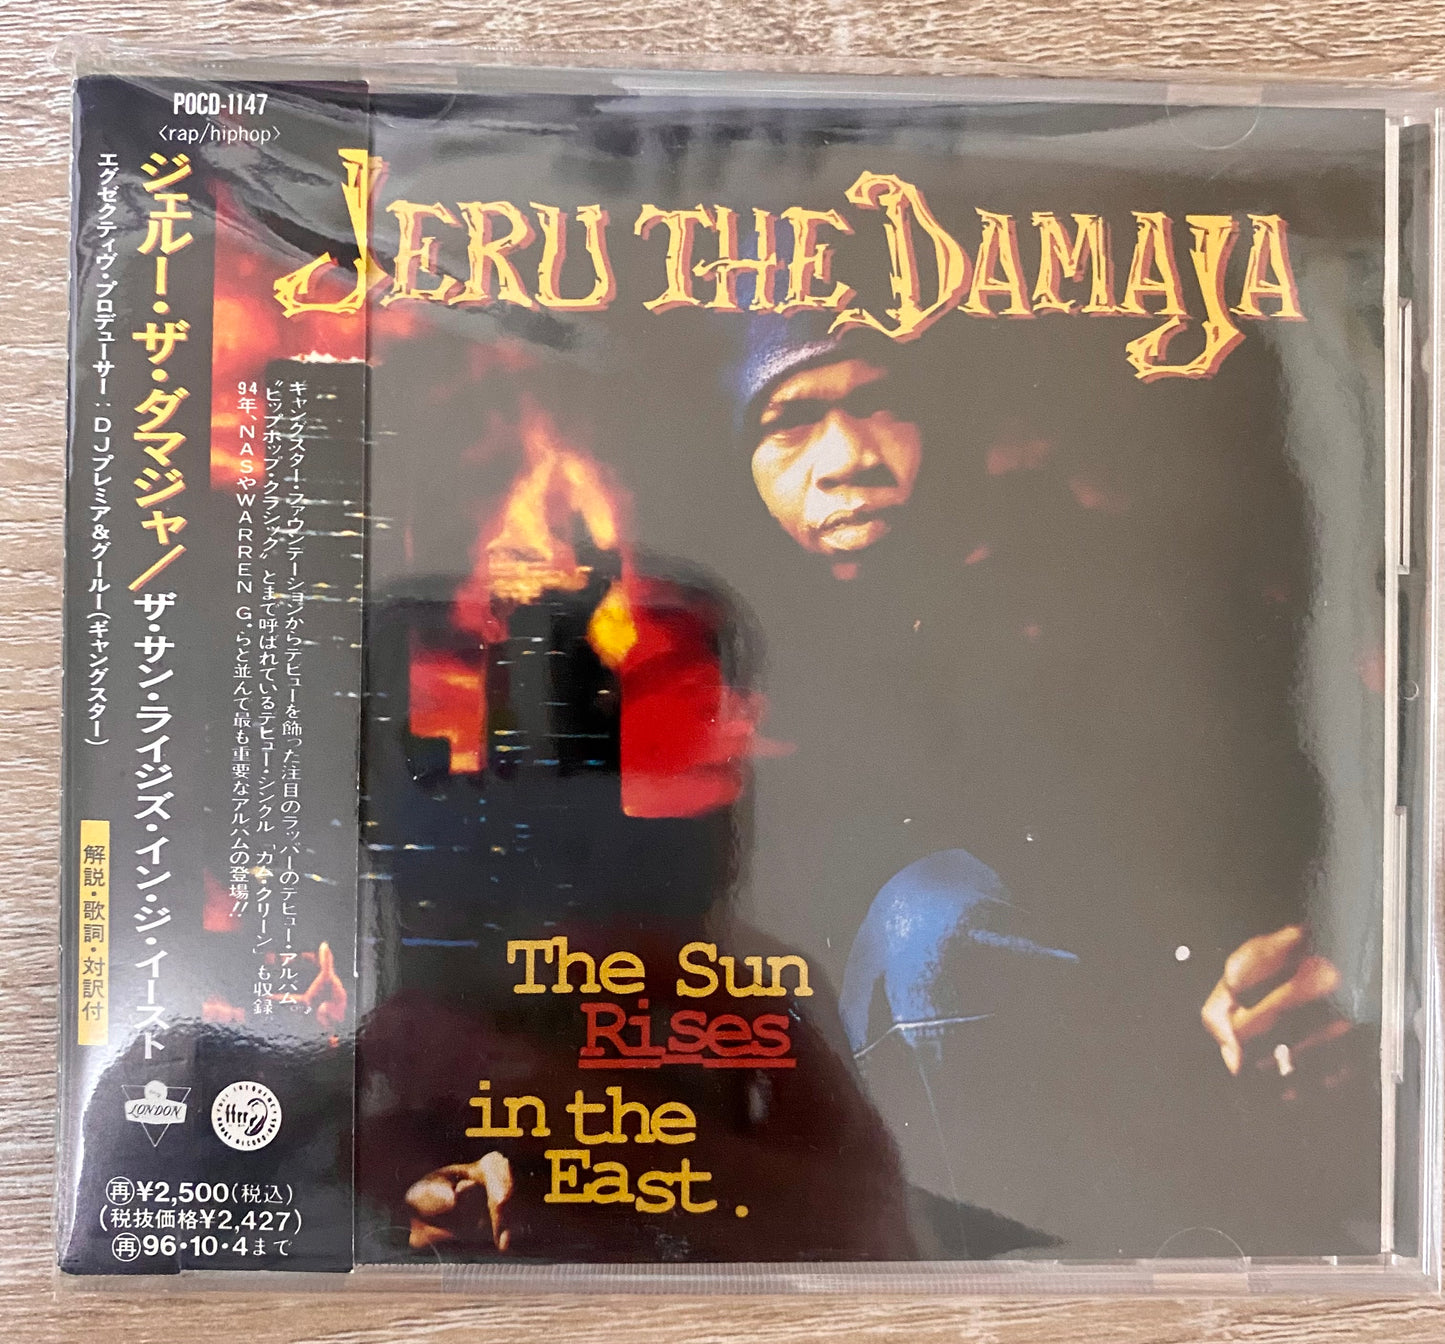 POCD-1147
〈rap/hiphop〉
ジェルー・ザ・ダマジャ/ザ・サン・ライジズ・イン・ジ・イースト
エグゼクティヴ・プロデューサー:DJプレミア&グルー(ギャングスター)
ギャングスター・ファウンデーションからデビューを飾った注目のラッパーのデビュー・アルバム。
"ヒップホップ・クラシック"とまで呼ばれているデビュー・シングル「カム・クリーン」も収録
94年、NASやWARREN G.らと並んで最も重要なアルバムの登場!!
解説・歌詞・対訳付
LONDON
ffrr
再¥2,500(税込)
(税抜価格¥2,427)
再96・10・4まで
JERU THE DAMAJA
The Sun
Rises
in the
East.